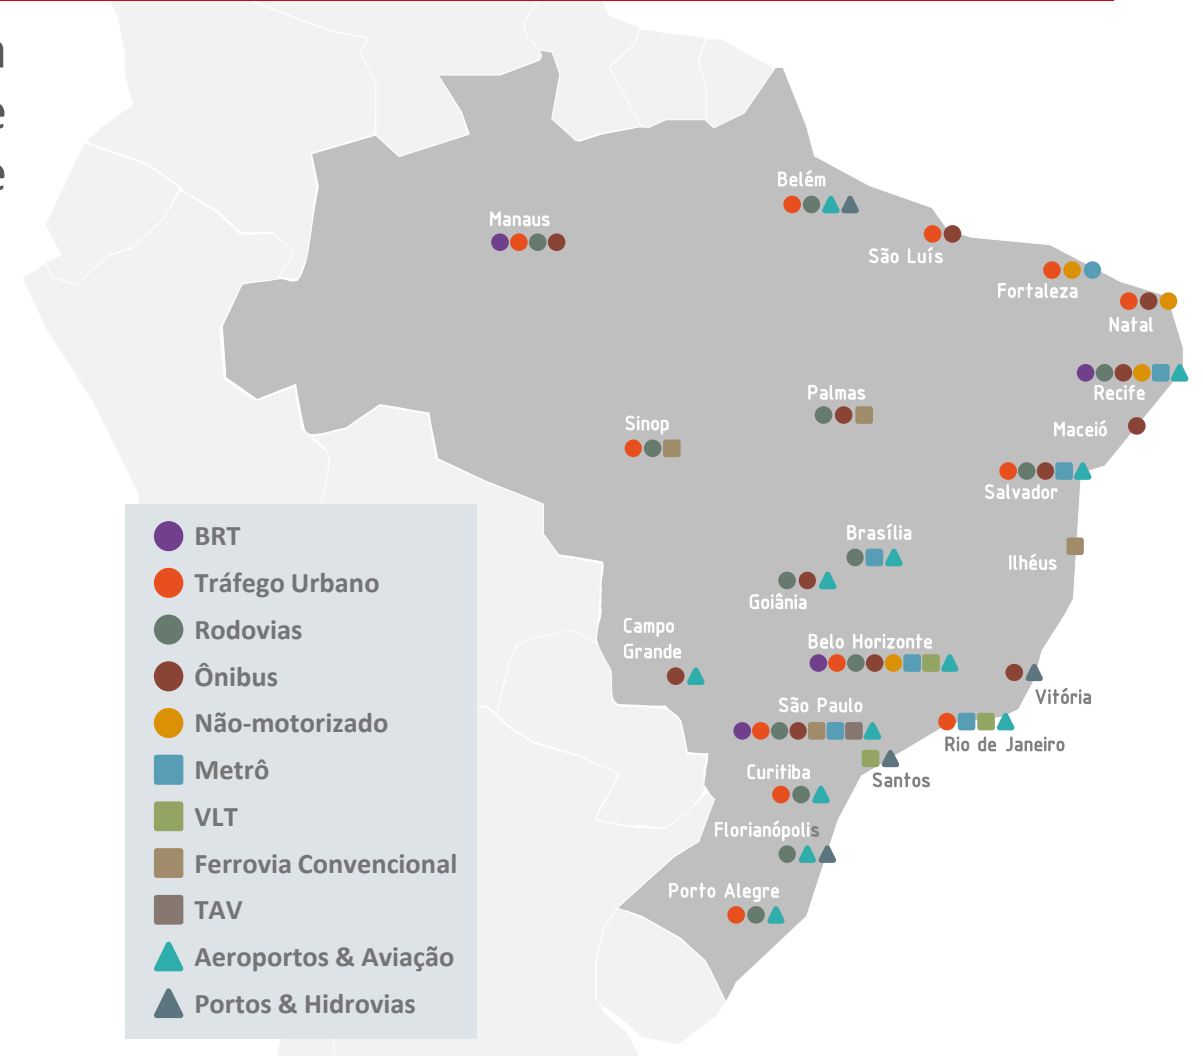 e
e
Belém
Manaus
São Luís
Fortaleza
Natal
Palmas
Recife
Sinop
Maceió
Salvador
Brasília
Ilhéus
Goiânia
Campo
Grande
Belo Horizonte
Vitória
São Paulo
Rio de Janeiro
Curitiba
Santos
Florianópolis
Porto Alegre
BRT
Tráfego Urbano
Rodovias
Ônibus
Não-motorizado
Metrô
VLT
Ferrovia Convencional
TAV
Aeroportos & Aviação
Portos & Hidrovias